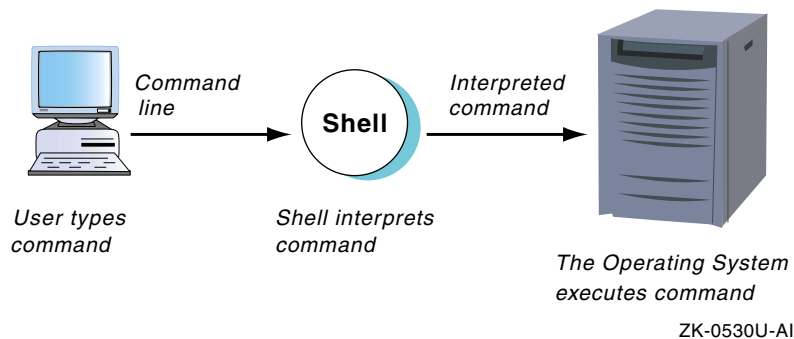 Command
line
Shell
Interpreted
command
User types
command
Shell interprets
command
The Operating System
executes command
ZK-0530U-AI